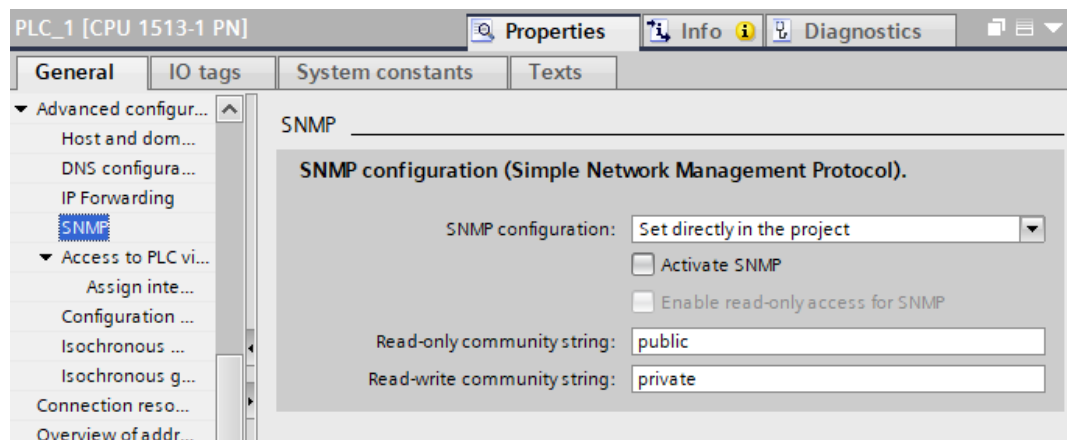 PLC_1 [CPU 1513-1 PN]
Properties
Info
Diagnostics
General
IO tags
System constants
Texts
Advanced configur...
Host and dom...
DNS configura...
IP Forwarding
SNMP
Access to PLC vi...
Assign inte...
Configuration ...
Isochronous ...
Isochronous g...
Connection reso...
Overview of addr...
SNMP
SNMP configuration (Simple Network Management Protocol).
SNMP configuration: Set directly in the project
Activate SNMP
Enable read-only access for SNMP
Read-only community string: public
Read-write community string: private